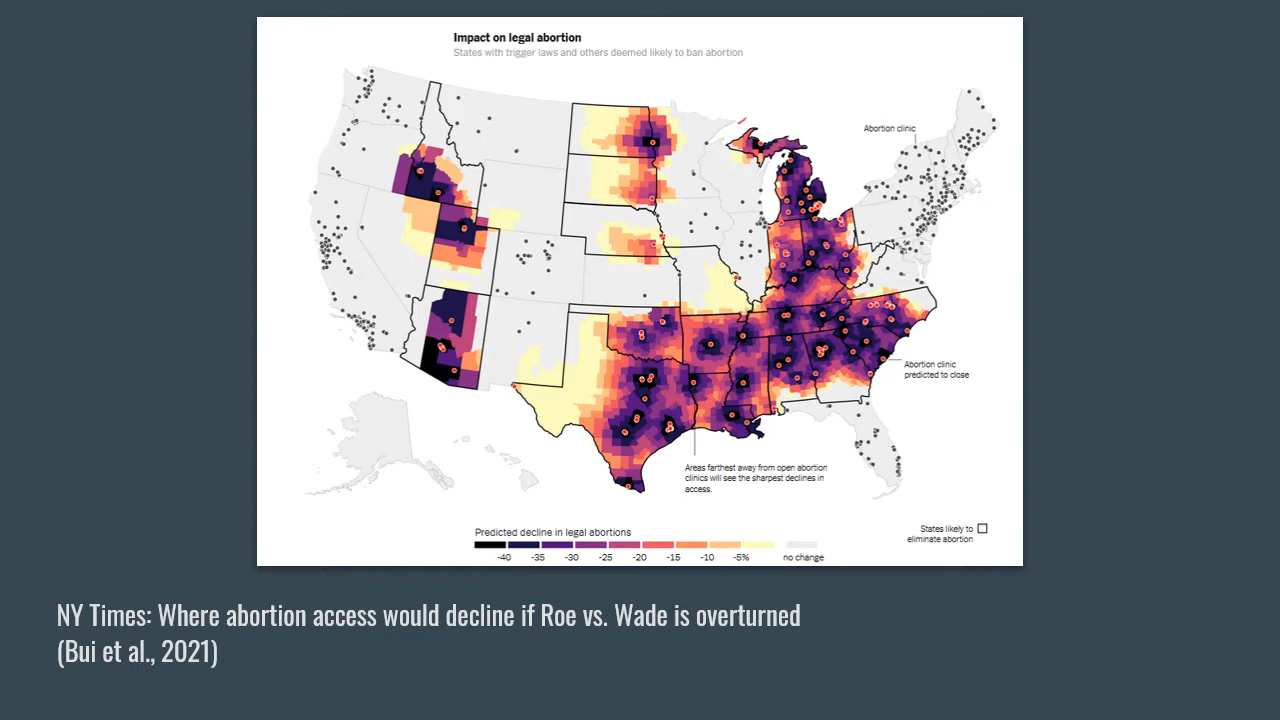 Impact on legal abortion
States with trigger laws and others deemed likely to ban abortion
Abortion clinic
Abortion clinic
predicted to close
Areas farthest away from open abortion
clinics will see the sharpest declines in
access.
Predicted decline in legal abortions
-40 -35 -30 -25 -20 -15 -10 -5% no change
States likely to
eliminate abortion
NY Times: Where abortion access would decline if Roe vs. Wade is overturned
(Bui et al., 2021)